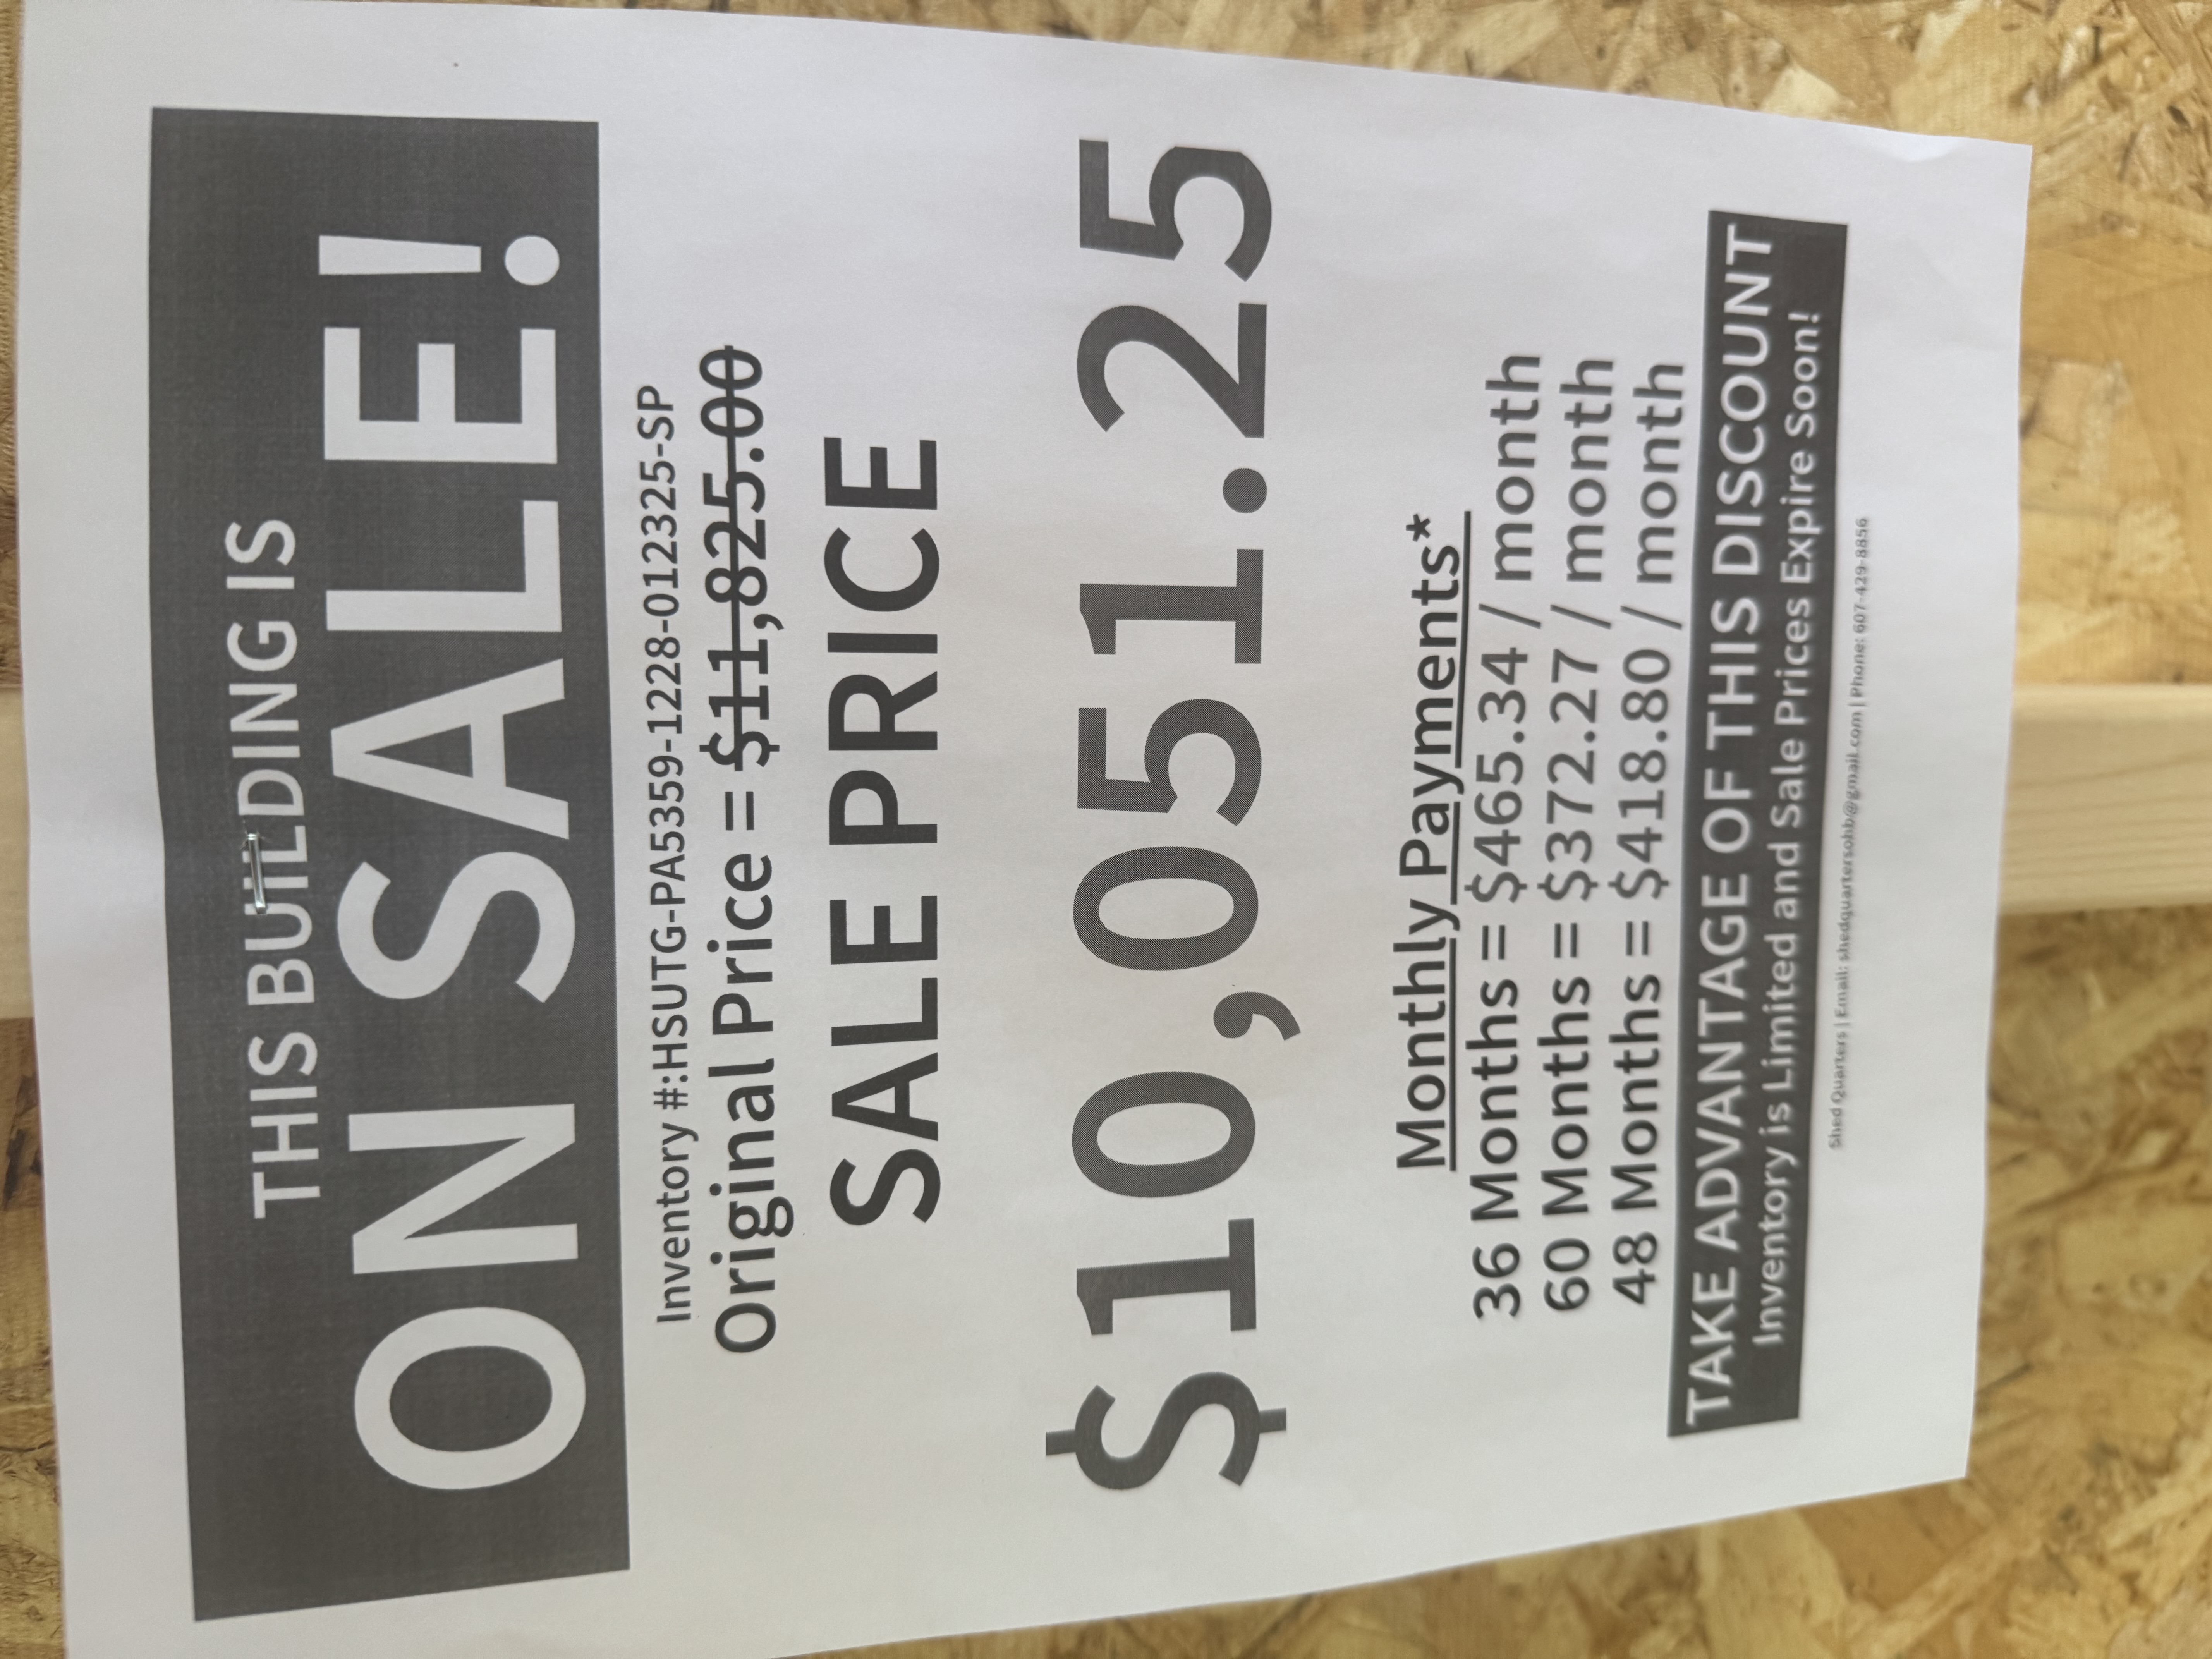 THIS BUILDING IS
ON SALE!
Inventory #:HSUTG-PA5359-1228-012325-SP
Original Price = $11,825.00
SALE PRICE
$10,051.25
Monthly Payments*
36 Months = $465.34 / month
60 Months = $372.27 / month
48 Months = $418.80 / month
TAKE ADVANTAGE OF THIS DISCOUNT
Inventory is Limited and Sale Prices Expire Soon!
Shed Quarters | Email: shedquartersohb@gmail.com | Phone: 607-429-8856